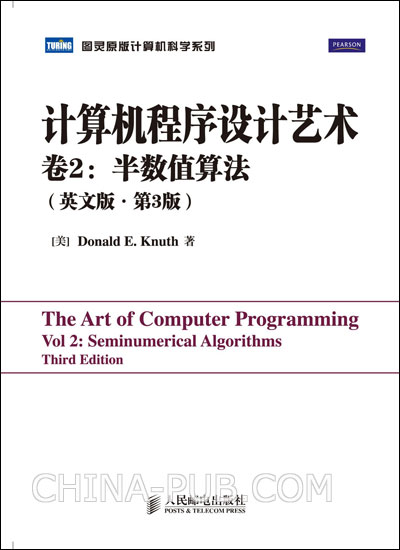 TURING 图灵原版计算机科学系列 PEARSON
计算机程序设计艺术
卷2：半数值算法
（英文版·第3版）
[美] Donald E. Knuth 著
The Art of Computer Programming
Vol 2: Seminumerical Algorithms
Third Edition
CHINA-PUB.COM
人民邮电出版社
POSTS & TELECOM PRESS